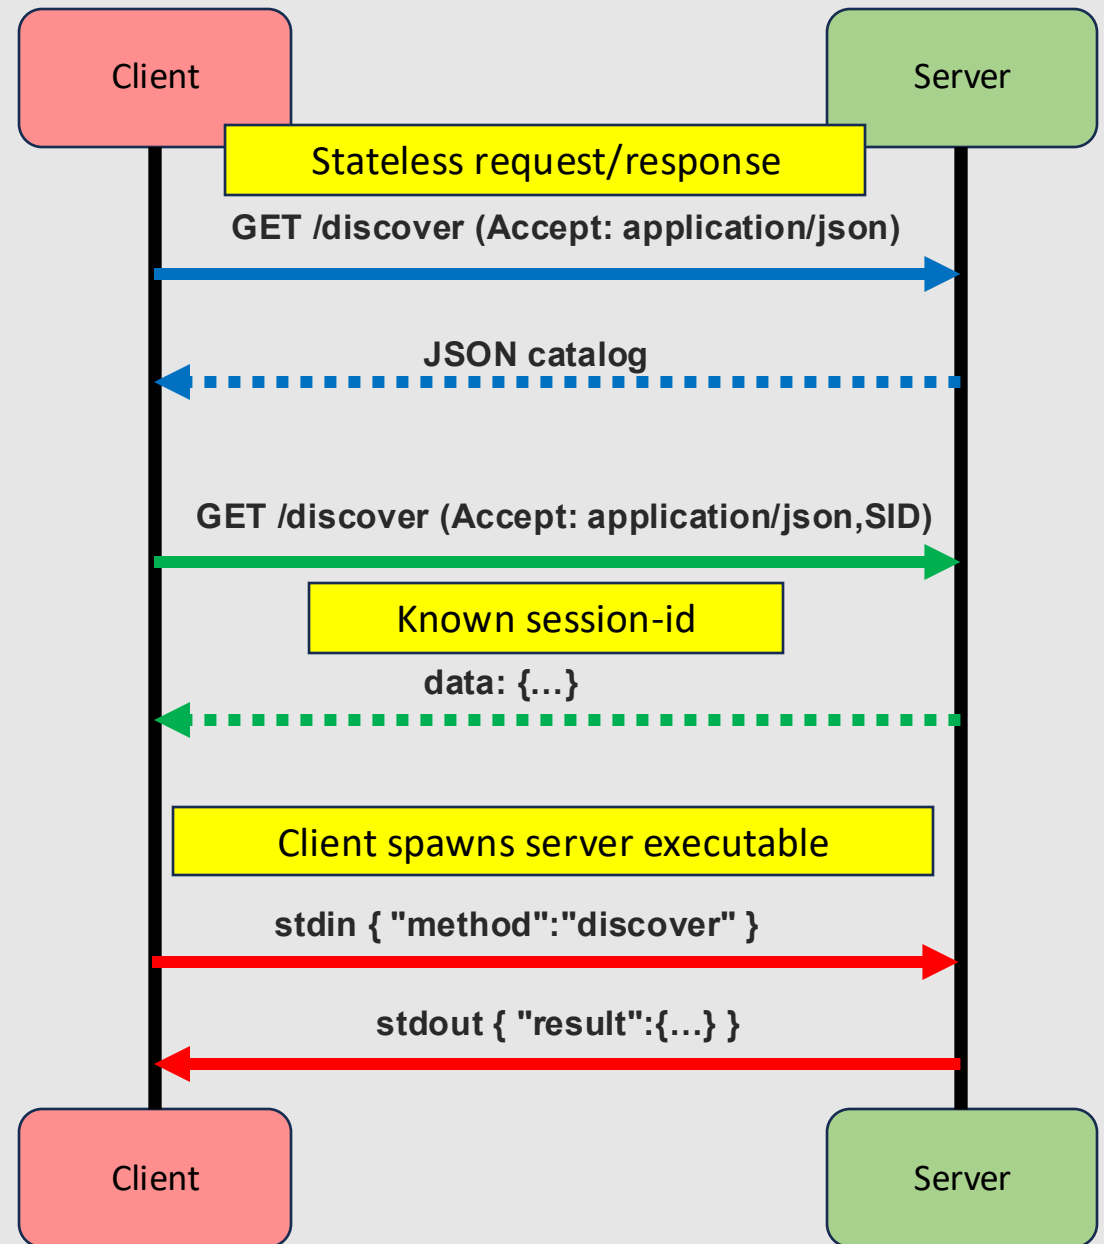 Client
Server
Stateless request/response
GET /discover (Accept: application/json)
JSON catalog
GET /discover (Accept: application/json,SID)
Known session-id
data: {…}
Client spawns server executable
stdin { "method":"discover" }
stdout { "result":{…} }
Client
Server